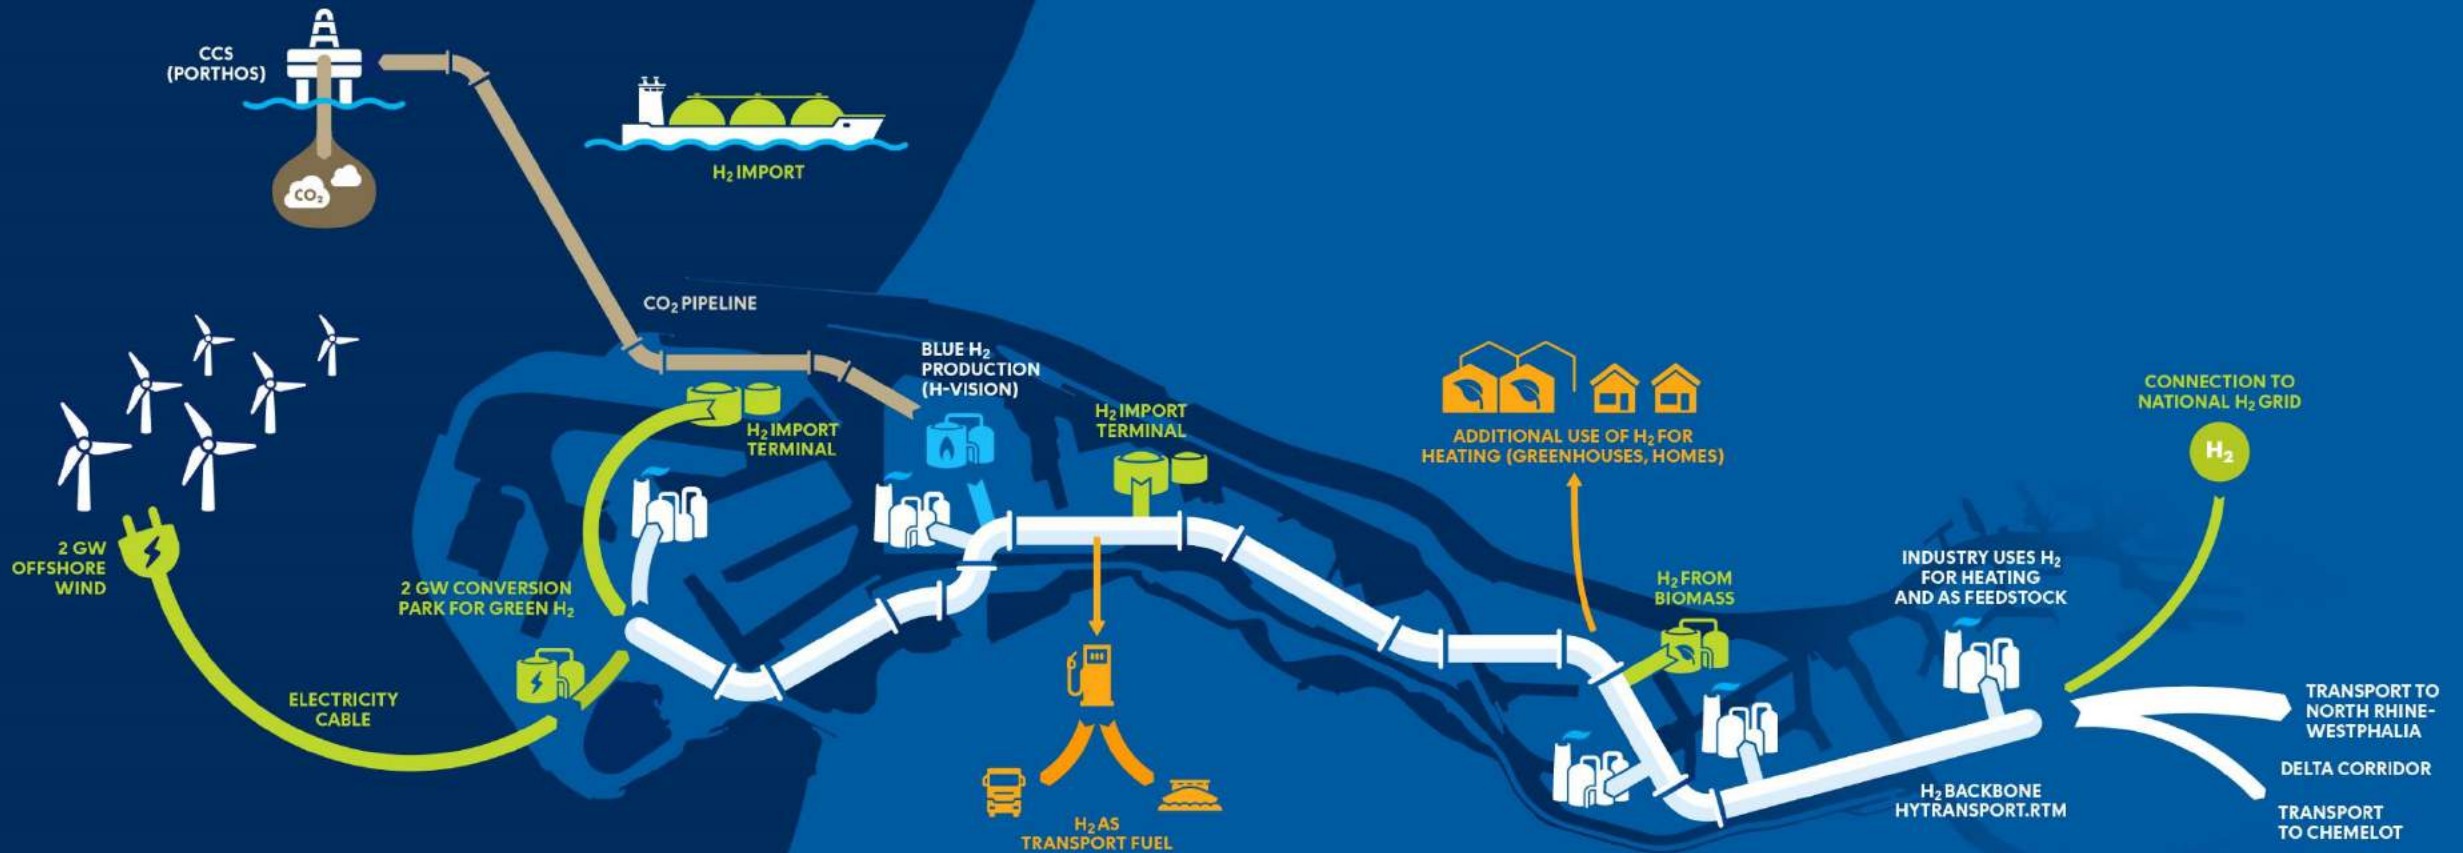 CCS
(PORTHOS)
CO₂
H₂ IMPORT
CO₂ PIPELINE
BLUE H₂
PRODUCTION
(H-VISION)
H₂ IMPORT
TERMINAL
H₂ IMPORT
TERMINAL
ADDITIONAL USE OF H₂ FOR
HEATING (GREENHOUSES, HOMES)
CONNECTION TO
NATIONAL H₂ GRID
H₂
2 GW
OFFSHORE
WIND
2 GW CONVERSION
PARK FOR GREEN H₂
ELECTRICITY
CABLE
H₂ FROM
BIOMASS
INDUSTRY USES H₂
FOR HEATING
AND AS FEEDSTOCK
H₂ AS
TRANSPORT FUEL
H₂ BACKBONE
HYTRANSPORT.RTM
TRANSPORT TO
NORTH RHINE-
WESTPHALIA
DELTA CORRIDOR
TRANSPORT
TO CHEMELOT